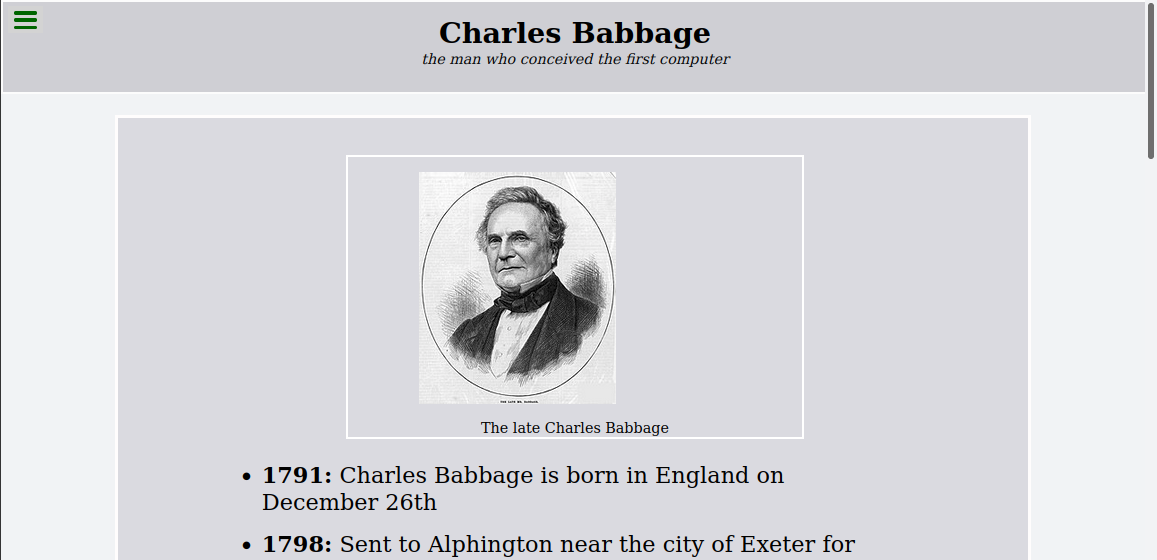 Charles Babbage
the man who conceived the first computer
THE LATE MR. BABBAGE.
The late Charles Babbage
• 1791: Charles Babbage is born in England on
December 26th
• 1798: Sent to Alphington near the city of Exeter for